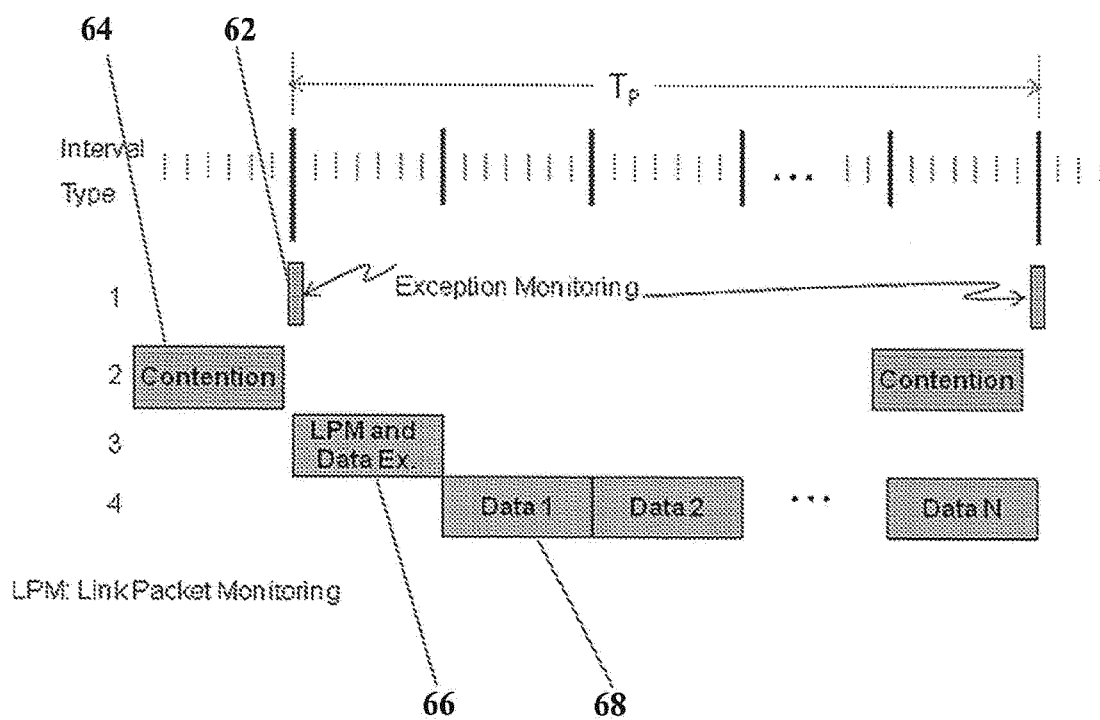 64
62
Tp
Interval
Type
...
1
Exception Monitoring
2
Contention
Contention
3
LPM and
Data Ex.
4
Data 1
Data 2
...
Data N
LPM: Link Packet Monitoring
66
68